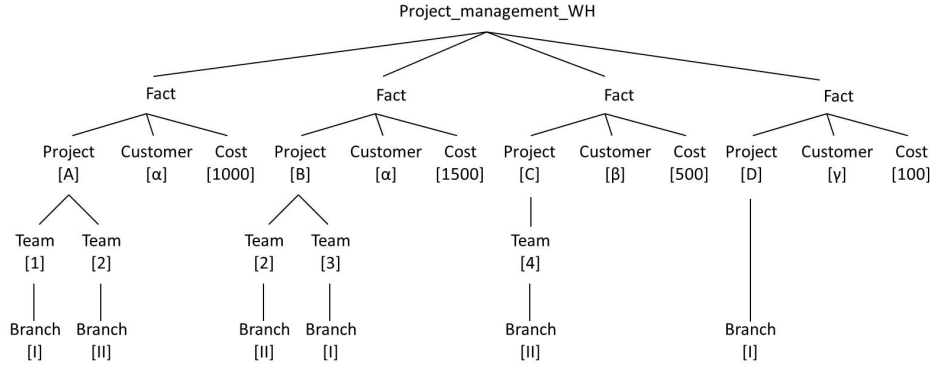 Project_management_WH
Fact Fact Fact Fact
Project Customer Cost Project Customer Cost Project Customer Cost Project Customer Cost
[A] [α] [1000] [B] [α] [1500] [C] [β] [500] [D] [γ] [100]
Team Team Team Team Team
[1] [2] [2] [3] [4]
Branch Branch Branch Branch Branch Branch
[I] [II] [II] [I] [II] [I]